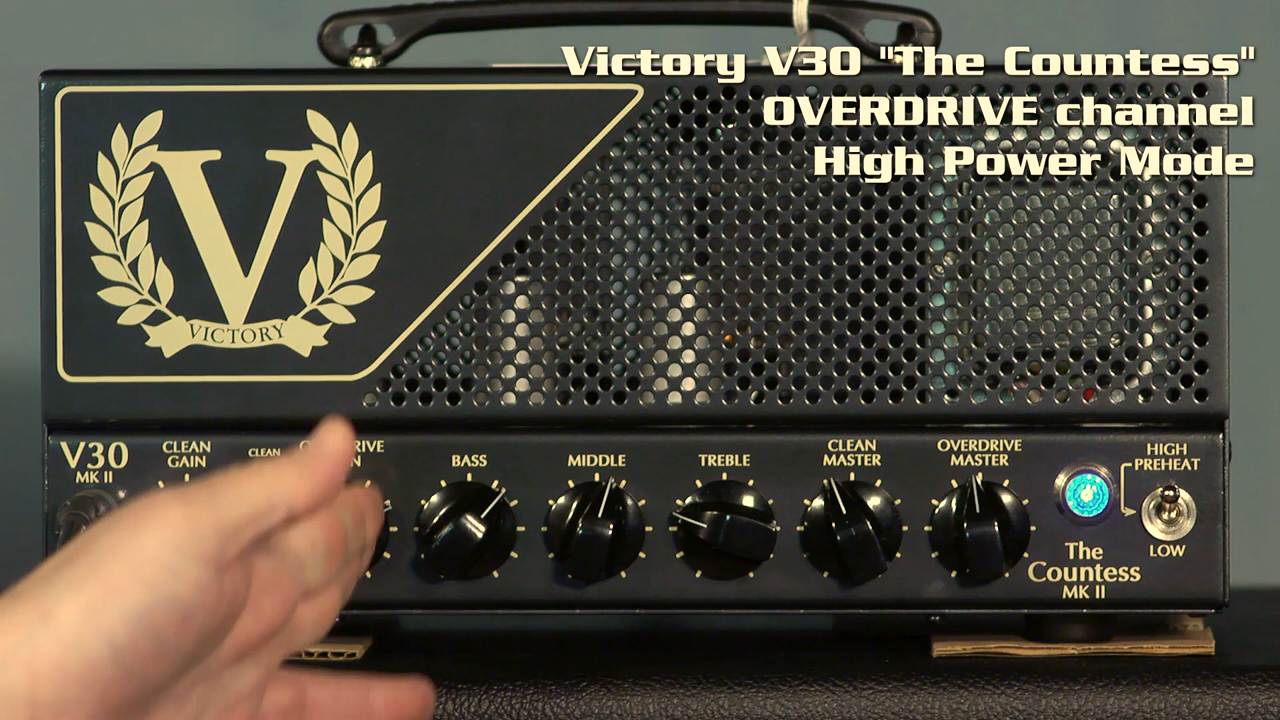 Victory V30 "The Countess"
OVERDRIVE channel
High Power Mode
VICTORY
V30
MK II
CLEAN
GAIN
CLEAN
BASS
MIDDLE
TREBLE
CLEAN
MASTER
OVERDRIVE
MASTER
HIGH
PREHEAT
LOW
The
Countess
MK II